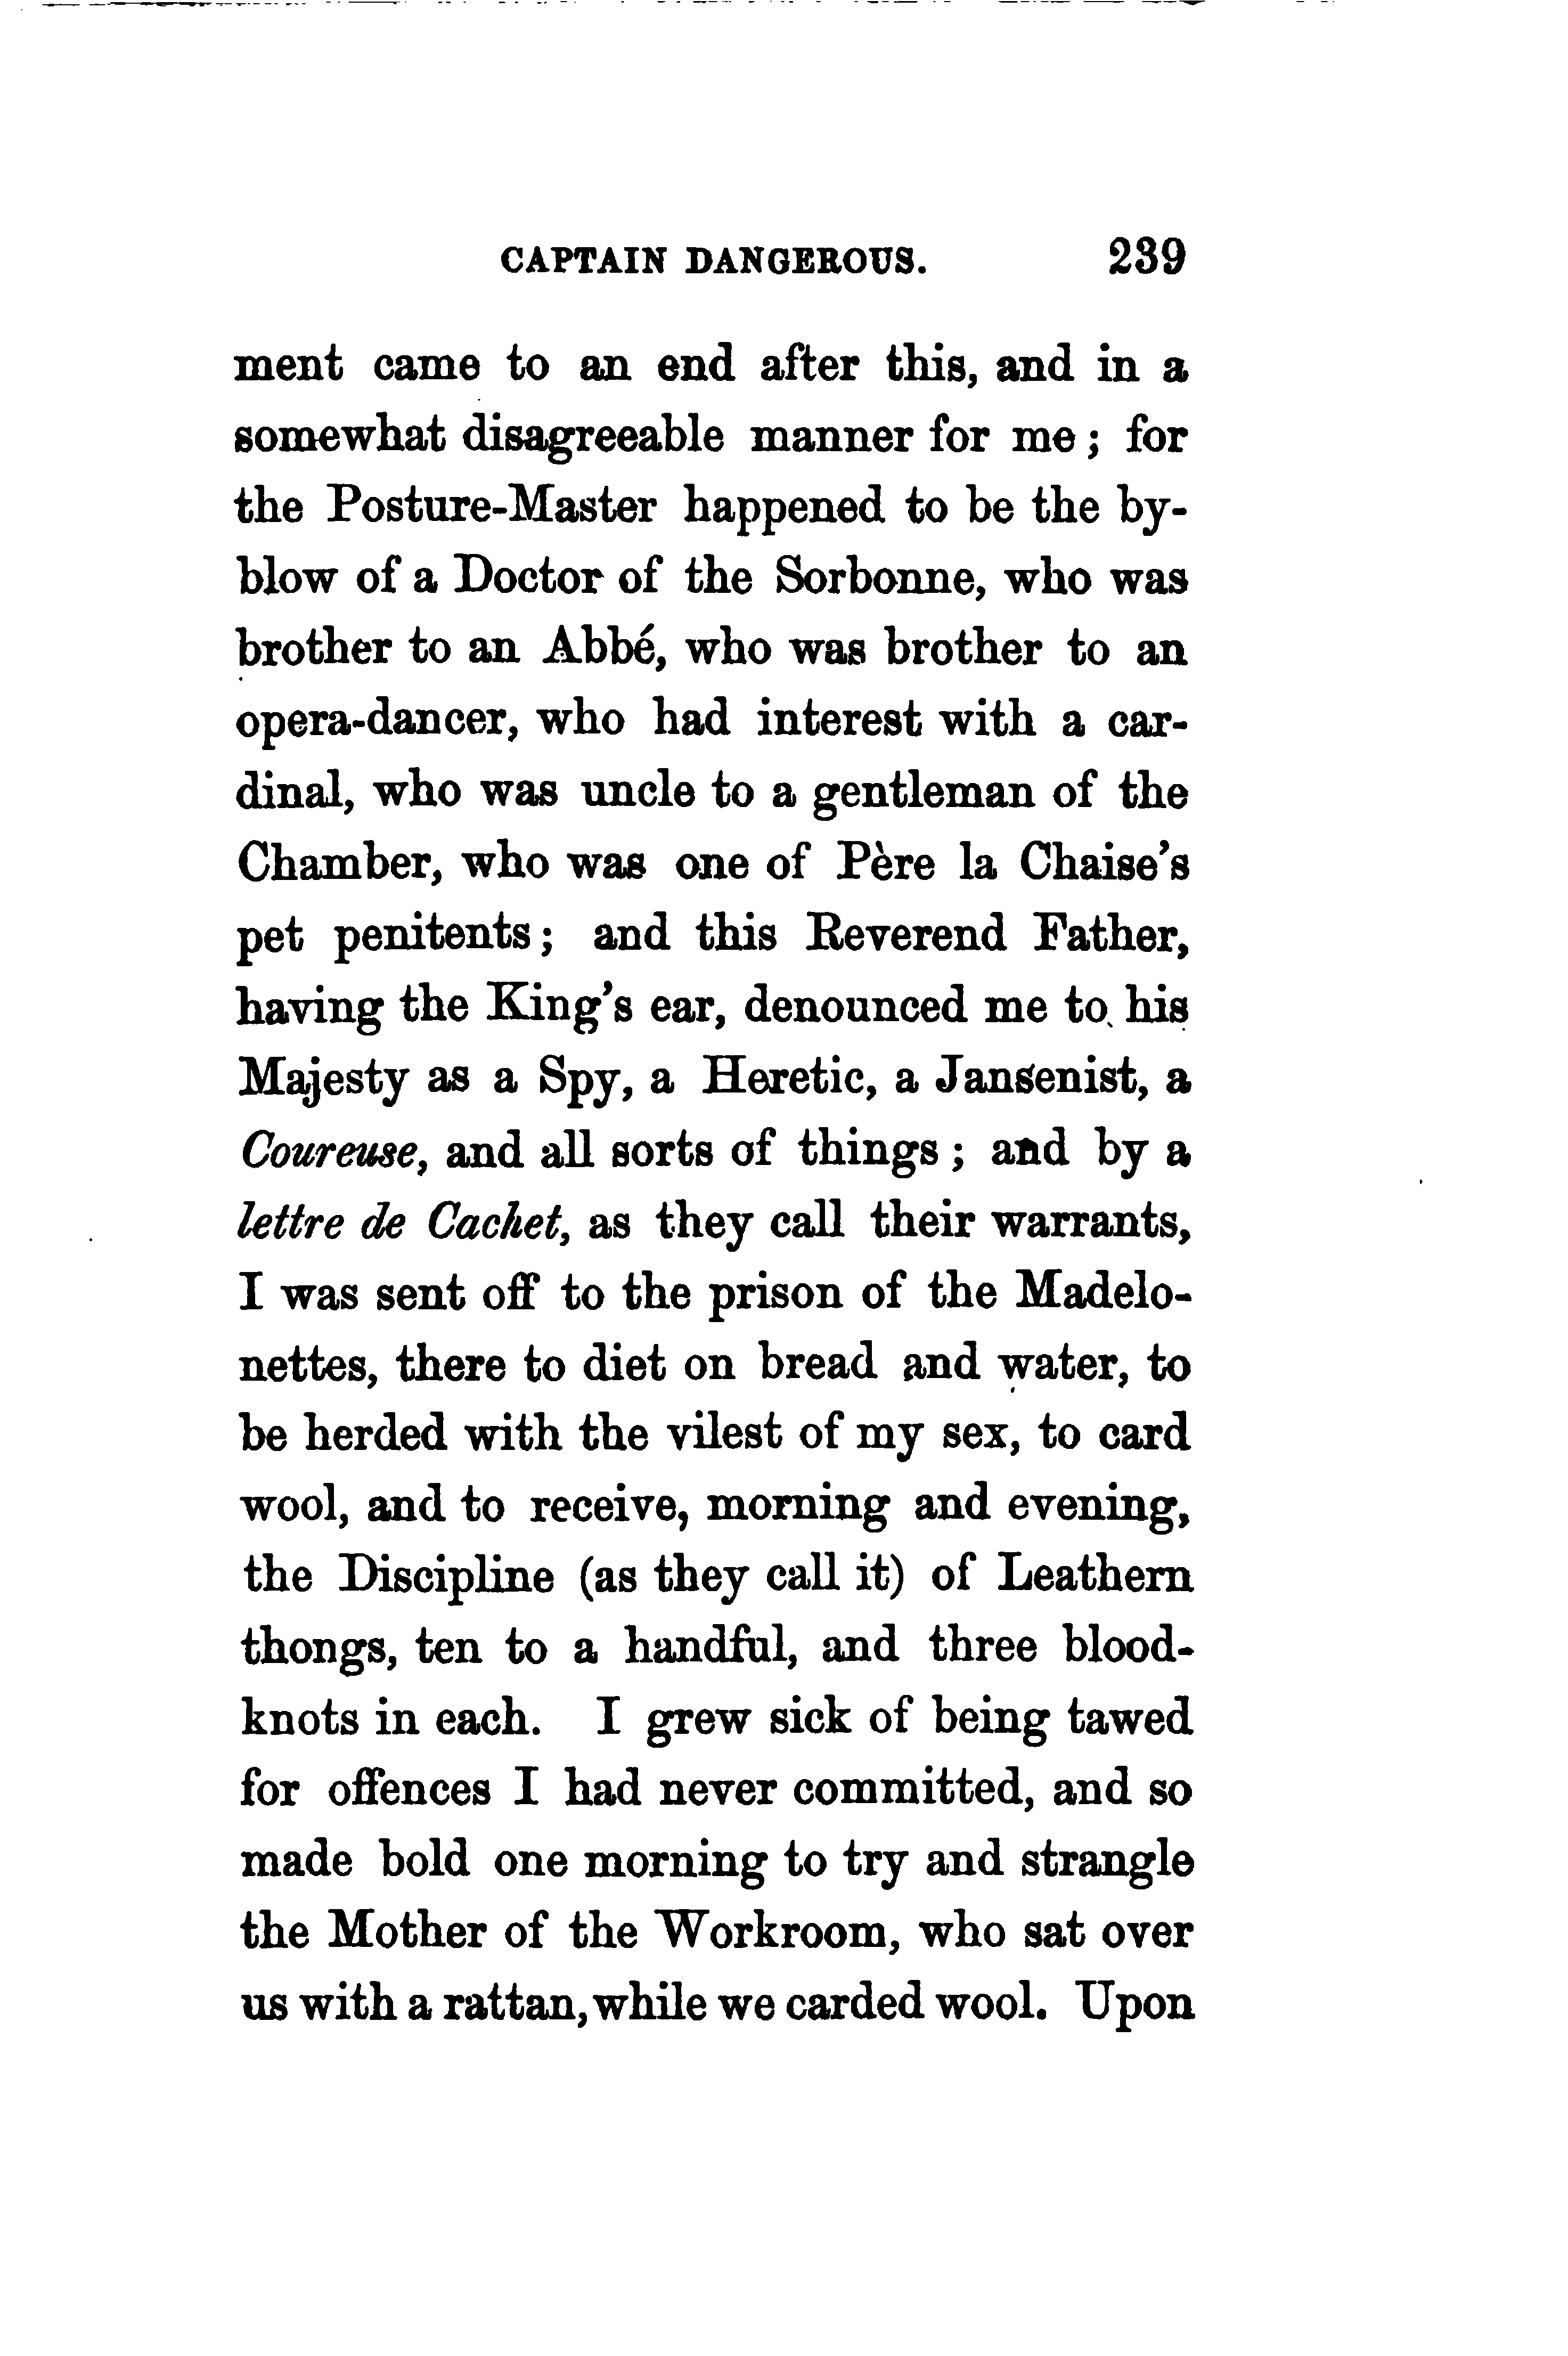 CAPTAIN DANGEROUS. 239
ment came to an end after this, and in a
somewhat disagreeable manner for me; for
the Posture-Master happened to be the by-
blow of a Doctor of the Sorbonne, who was
brother to an Abbé, who was brother to an
opera-dancer, who had interest with a car-
dinal, who was uncle to a gentleman of the
Chamber, who was one of Père la Chaise's
pet penitents; and this Reverend Father,
having the King's ear, denounced me to his
Majesty as a Spy, a Heretic, a Jansenist, a
Coureuse, and all sorts of things; and by a
lettre de Cachet, as they call their warrants,
I was sent off to the prison of the Madelo-
nettes, there to diet on bread and water, to
be herded with the vilest of my sex, to card
wool, and to receive, morning and evening,
the Discipline (as they call it) of Leathern
thongs, ten to a handful, and three blood-
knots in each. I grew sick of being tawed
for offences I had never committed, and so
made bold one morning to try and strangle
the Mother of the Workroom, who sat over
us with a rattan, while we carded wool. Upon